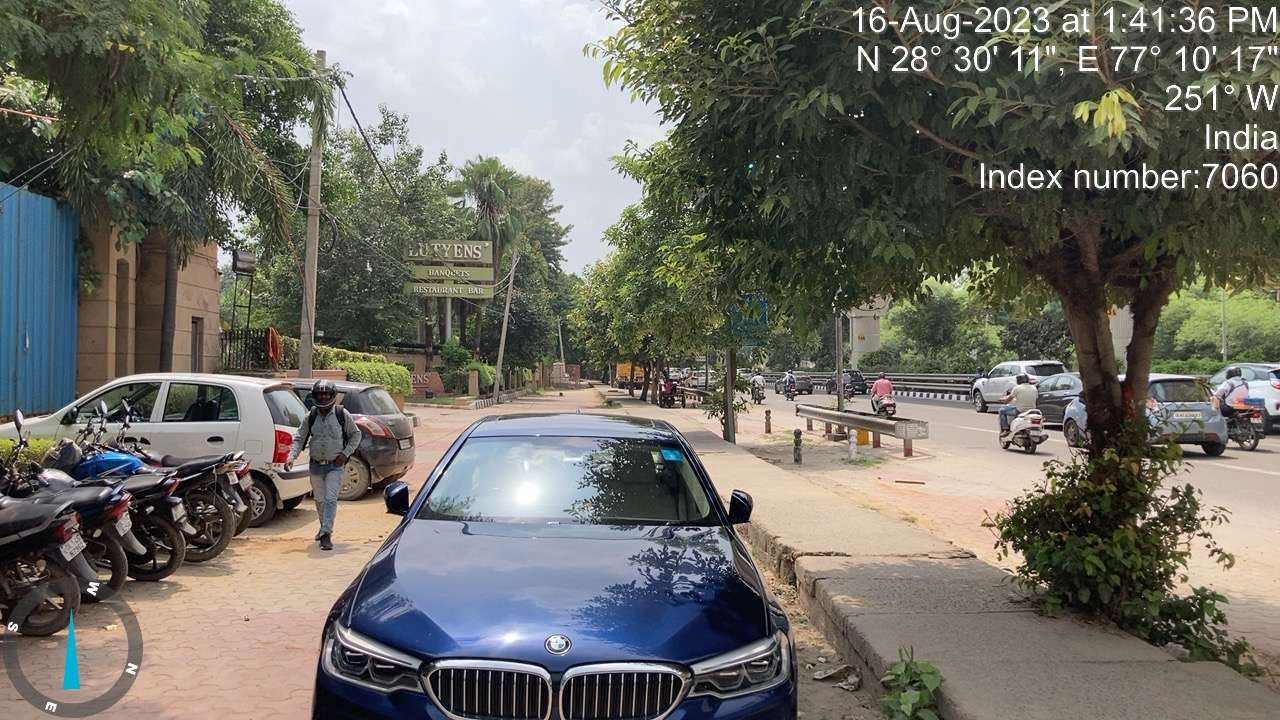 16-Aug-2023 at 1:41:36 PM
N 28° 30' 11", E 77° 10' 17"
251° W
India
Index number:7060
LUTYENS
BANQUETS
RESTAURANT BAR
W
S
N
E